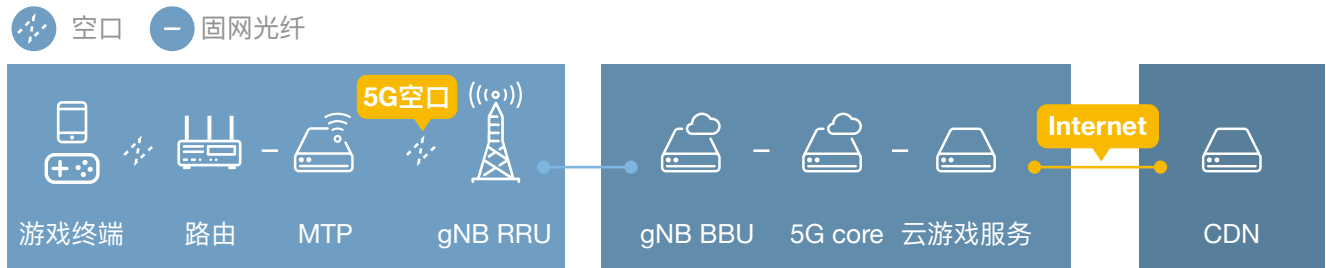 空口 固网光纤
5G空口
Internet
游戏终端 路由 MTP gNB RRU gNB BBU 5G core 云游戏服务 CDN